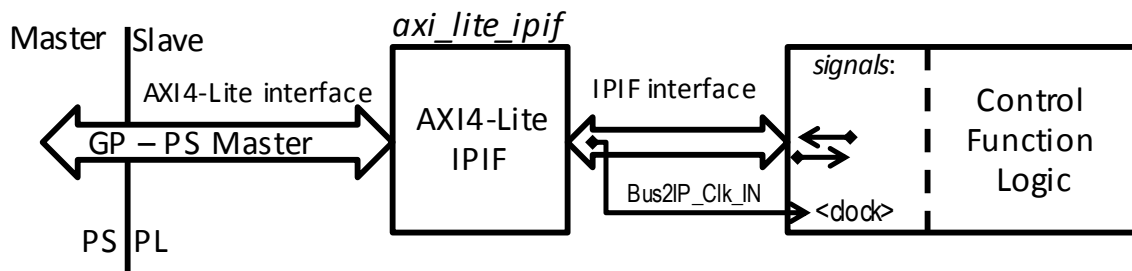 Master
Slave
AXI4-Lite interface
GP – PS Master
PS
PL
axi_lite_ipif
AXI4-Lite
IPIF
IPIF interface
Bus2IP_Clk_IN
signals:
<clock>
Control
Function
Logic